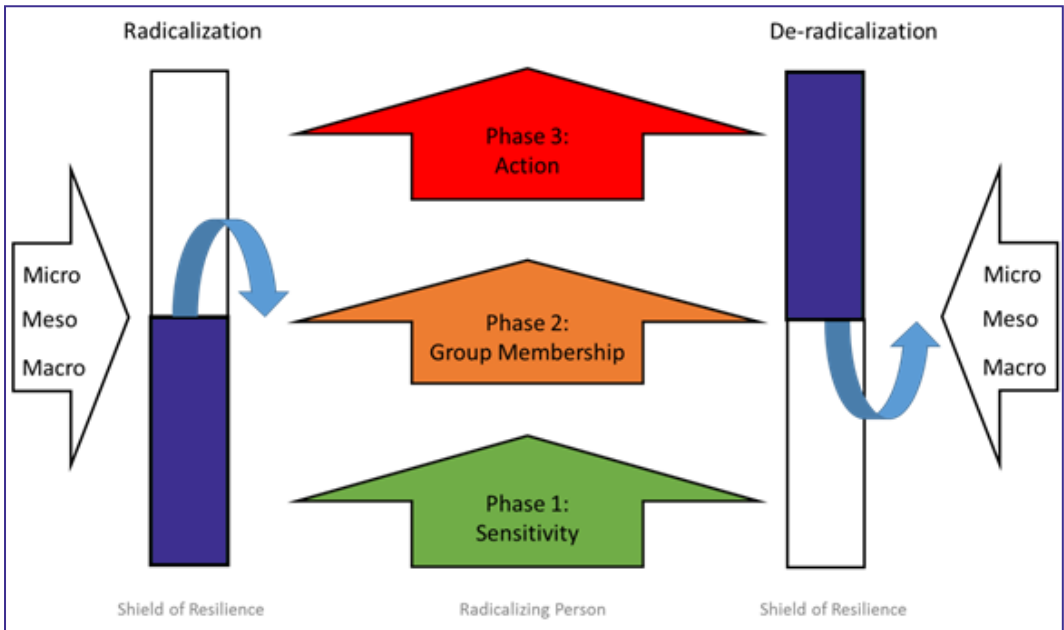 Radicalization
De-radicalization
Phase 3:
Action
Micro
Meso
Macro
Phase 2:
Group Membership
Micro
Meso
Macro
Phase 1:
Sensitivity
Shield of Resilience
Radicalizing Person
Shield of Resilience